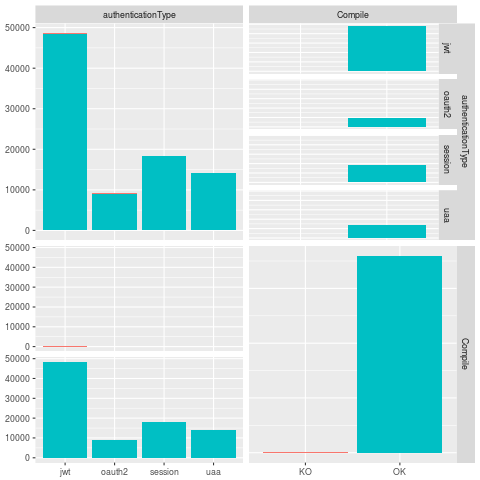 authenticationType
Compile
50000
40000
30000
20000
10000
0
jwt
oauth2
session
uaa
authenticationType
50000
40000
30000
20000
10000
0
50000
40000
30000
20000
10000
0
Compile
jwt oauth2 session uaa
KO OK